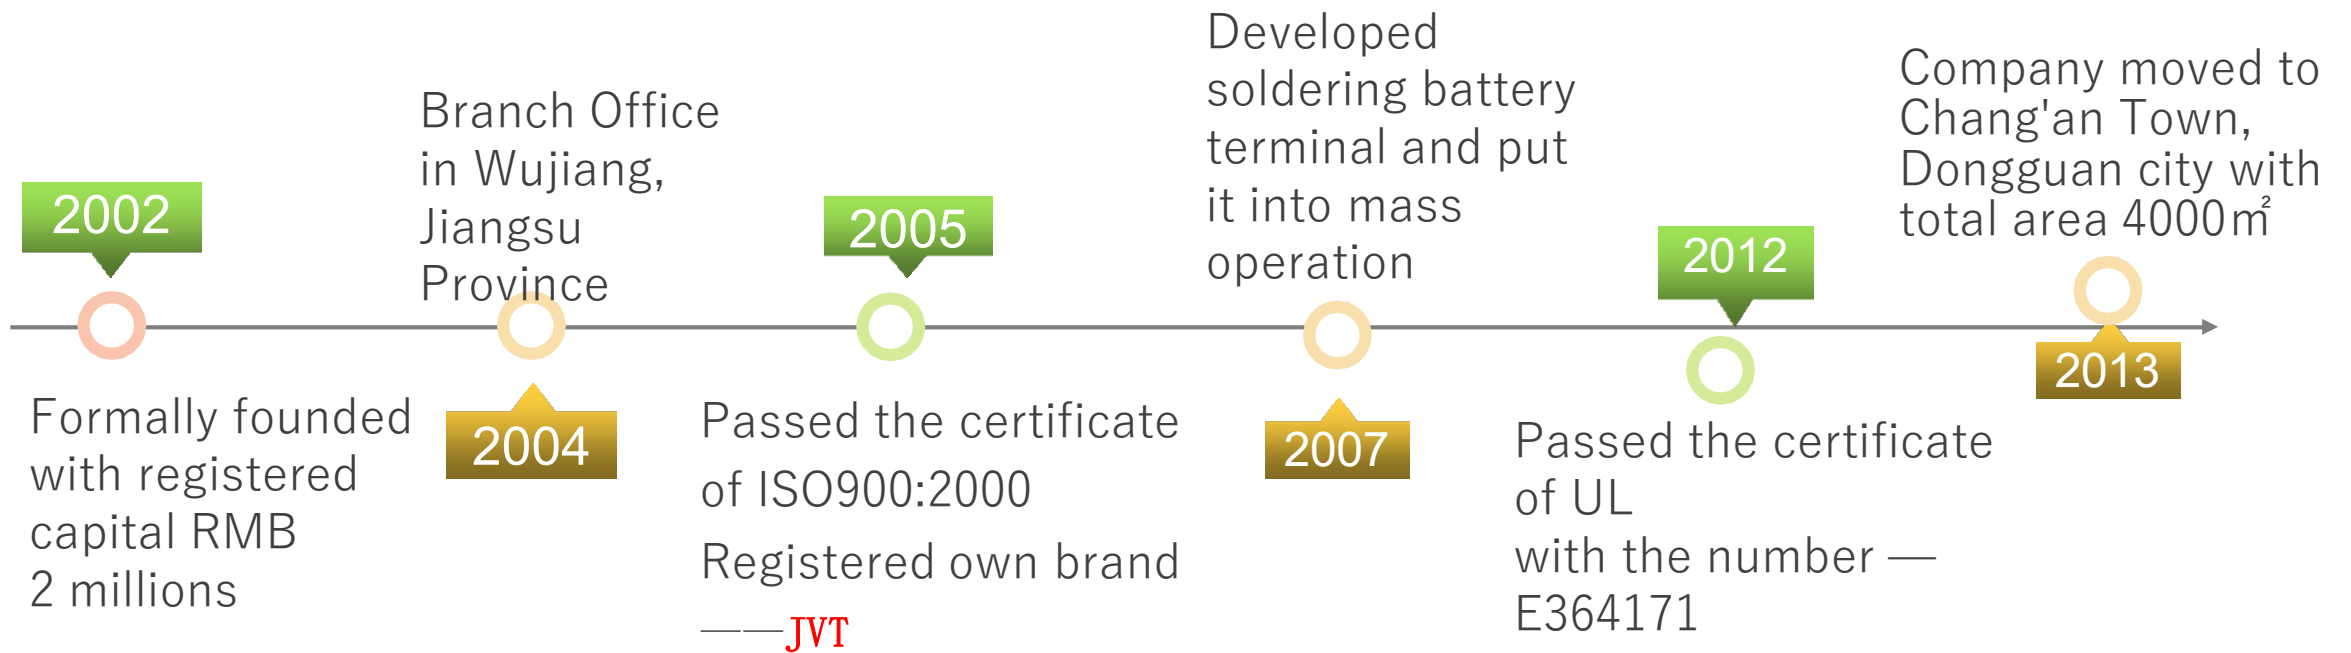 2002
Formally founded
with registered
capital RMB
2 millions
Branch Office
in Wujiang,
Jiangsu
Province
2004
2005
Passed the certificate
of ISO900:2000
Registered own brand
——JVT
Developed
soldering battery
terminal and put
it into mass
operation
2007
2012
Passed the certificate
of UL
with the number —
E364171
Company moved to
Chang'an Town,
Dongguan city with
total area 4000㎡
2013